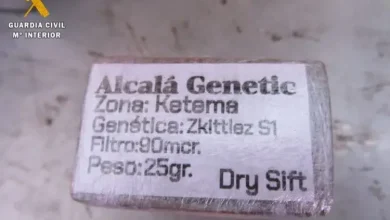 GUARDIA CIVIL
Mº INTERIOR
Alcalá Genetic
Zona: Ketema
Genética: Zkittlez S1
Filtro: 90mcr.
Peso: 25gr.
Dry Sift